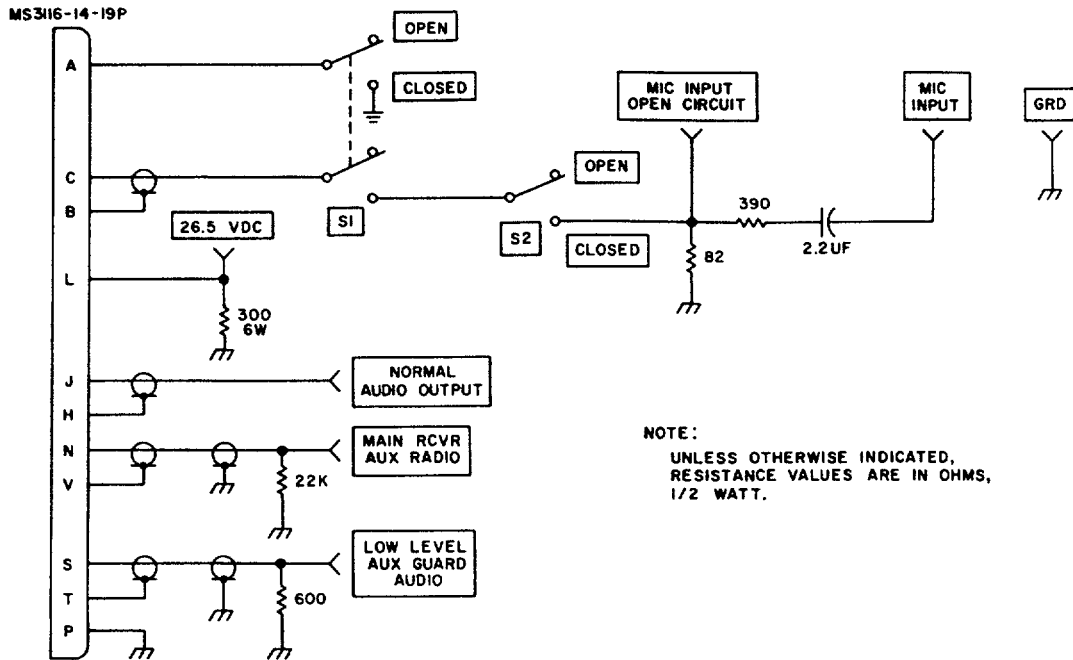 MS3116-14-19P
A
OPEN
CLOSED
C
B
S1
OPEN
S2
CLOSED
MIC INPUT
OPEN CIRCUIT
MIC
INPUT
GRD
390
2.2UF
82
26.5 VDC
L
300
6W
J
NORMAL
AUDIO OUTPUT
H
N
MAIN RCVR
AUX RADIO
V
22K
S
LOW LEVEL
AUX GUARD
AUDIO
T
600
P
NOTE:
UNLESS OTHERWISE INDICATED,
RESISTANCE VALUES ARE IN OHMS,
1/2 WATT.